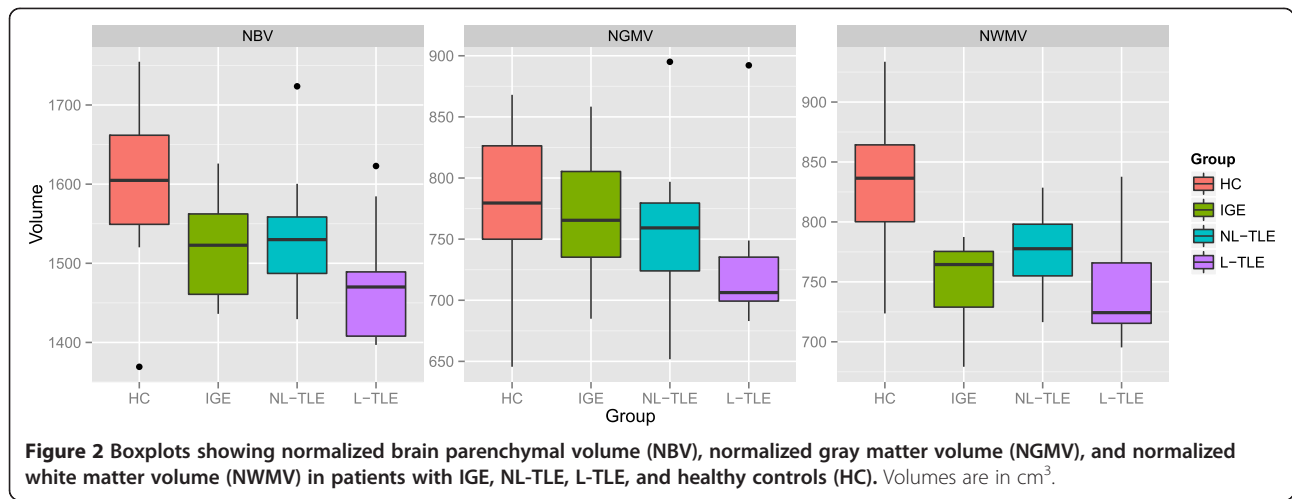 NBV
NGMV
NWMV
Volume
1700
1600
1500
1400
900
850
800
750
700
650
900
850
800
750
700
HC IGE NL-TLE L-TLE
HC IGE NL-TLE L-TLE
HC IGE NL-TLE L-TLE
Group
Group
HC
IGE
NL-TLE
L-TLE
Figure 2 Boxplots showing normalized brain parenchymal volume (NBV), normalized gray matter volume (NGMV), and normalized
white matter volume (NWMV) in patients with IGE, NL-TLE, L-TLE, and healthy controls (HC). Volumes are in cm³.